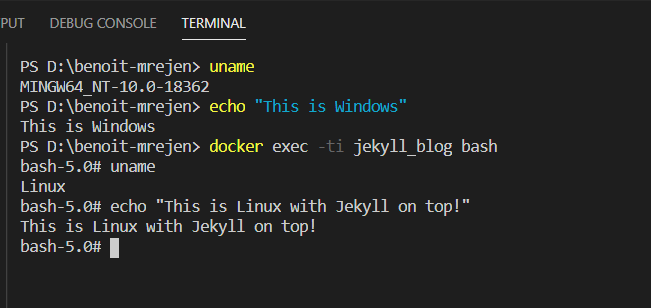 PUT DEBUG CONSOLE TERMINAL
PS D:\benoit-mrejen> uname
MINGW64_NT-10.0-18362
PS D:\benoit-mrejen> echo "This is Windows"
This is Windows
PS D:\benoit-mrejen> docker exec -ti jekyll_blog bash
bash-5.0# uname
Linux
bash-5.0# echo "This is Linux with Jekyll on top!"
This is Linux with Jekyll on top!
bash-5.0#